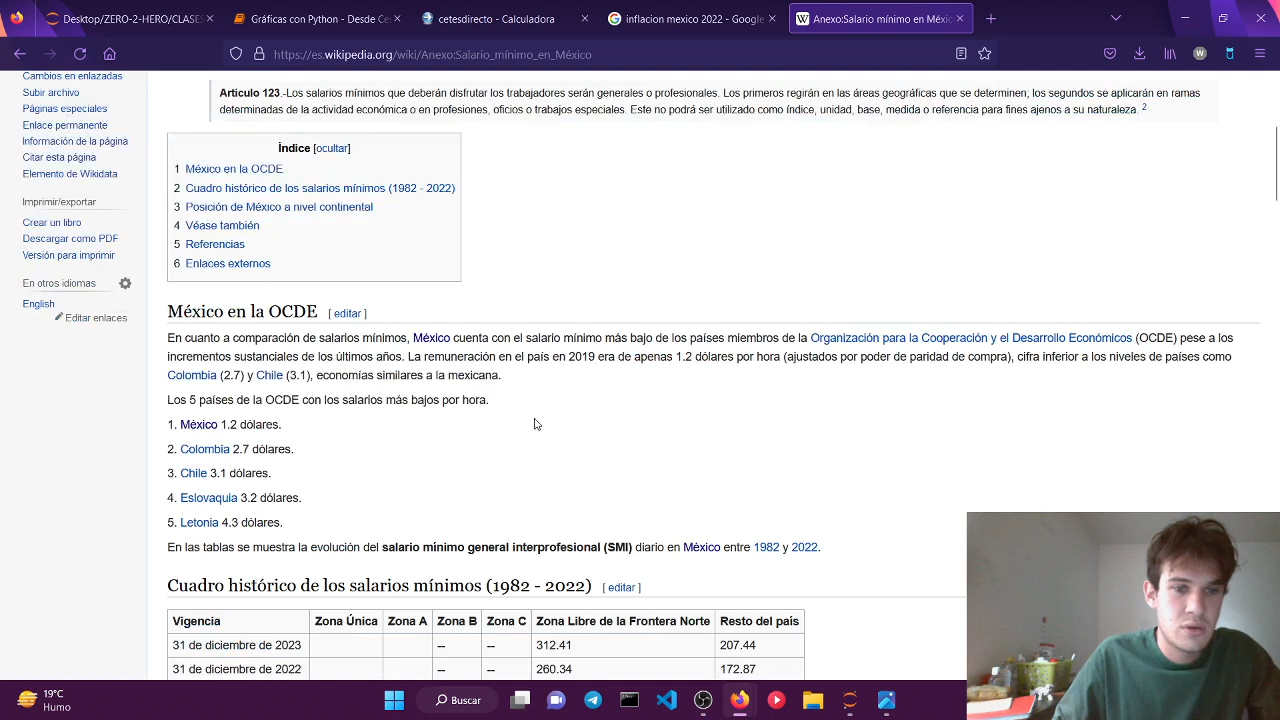 Desktop/ZERO-2-HERO/CLASES
Gráficas con Python - Desde Ce
cetesdirecto - Calculadora
inflacion mexico 2022 - Google
Anexo:Salario mínimo en Méxic
https://es.wikipedia.org/wiki/Anexo:Salario_mínimo_en_México
Cambios en enlazadas
Subir archivo
Páginas especiales
Enlace permanente
Información de la página
Citar esta página
Elemento de Wikidata
Imprimir/exportar
Crear un libro
Descargar como PDF
Versión para imprimir
En otros idiomas
English
Editar enlaces
Artículo 123.-Los salarios mínimos que deberán disfrutar los trabajadores serán generales o profesionales. Los primeros regirán en las áreas geográficas que se determinen; los segundos se aplicarán en ramas
determinadas de la actividad económica o en profesiones, oficios o trabajos especiales. Este no podrá ser utilizado como índice, unidad, base, medida o referencia para fines ajenos a su naturaleza. 2
Índice [ocultar]
1 México en la OCDE
2 Cuadro histórico de los salarios mínimos (1982 - 2022)
3 Posición de México a nivel continental
4 Véase también
5 Referencias
6 Enlaces externos
México en la OCDE [ editar ]
En cuanto a comparación de salarios mínimos, México cuenta con el salario mínimo más bajo de los países miembros de la Organización para la Cooperación y el Desarrollo Económicos (OCDE) pese a los
incrementos sustanciales de los últimos años. La remuneración en el país en 2019 era de apenas 1.2 dólares por hora (ajustados por poder de paridad de compra), cifra inferior a los niveles de países como
Colombia (2.7) y Chile (3.1), economías similares a la mexicana.
Los 5 países de la OCDE con los salarios más bajos por hora.
1. México 1.2 dólares.
2. Colombia 2.7 dólares.
3. Chile 3.1 dólares.
4. Eslovaquia 3.2 dólares.
5. Letonia 4.3 dólares.
En las tablas se muestra la evolución del salario mínimo general interprofesional (SMI) diario en México entre 1982 y 2022.
Cuadro histórico de los salarios mínimos (1982 - 2022) [ editar ]
Vigencia Zona Única Zona A Zona B Zona C Zona Libre de la Frontera Norte Resto del país
31 de diciembre de 2023 -- -- 312.41 207.44
31 de diciembre de 2022 -- -- 260.34 172.87
19°C
Humo
Buscar